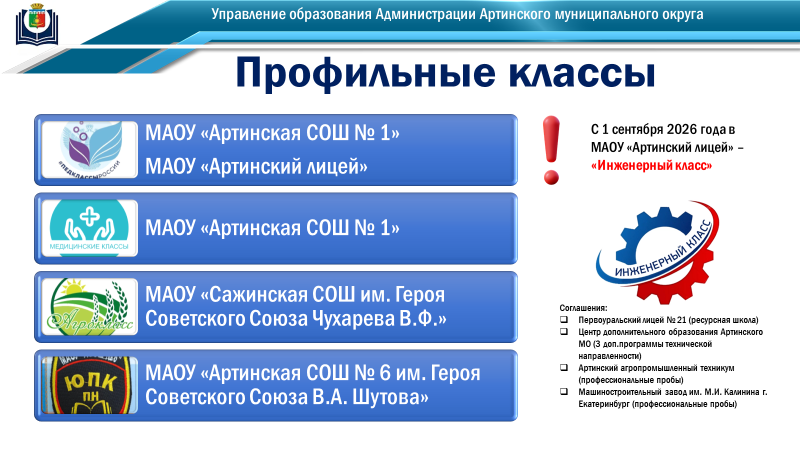 Управление образования Администрации Артинского муниципального округа
Профильные классы
«ПЕДКЛАССЫРОССИИ
МАОУ «Артинская СОШ № 1»
МАОУ «Артинский лицей»
МЕДИЦИНСКИЕ КЛАССЫ
МАОУ «Артинская СОШ № 1»
Агрокласс
МАОУ «Сажинская СОШ им. Героя
Советского Союза Чухарева В.Ф.»
ЮПК
ПН
МАОУ «Артинская СОШ № 6 им. Героя
Советского Союза В.А. Шутова»
С 1 сентября 2026 года в
МАОУ «Артинский лицей» –
«Инженерный класс»
ИНЖЕНЕРНЫЙ КЛАСС
Соглашения:
Первоуральский лицей № 21 (ресурсная школа)
Центр дополнительного образования Артинского
МО (3 доп.программы технической
направленности)
Артинский агропромышленный техникум
(профессиональные пробы)
Машиностроительный завод им. М.И. Калинина г.
Екатеринбург (профессиональные пробы)